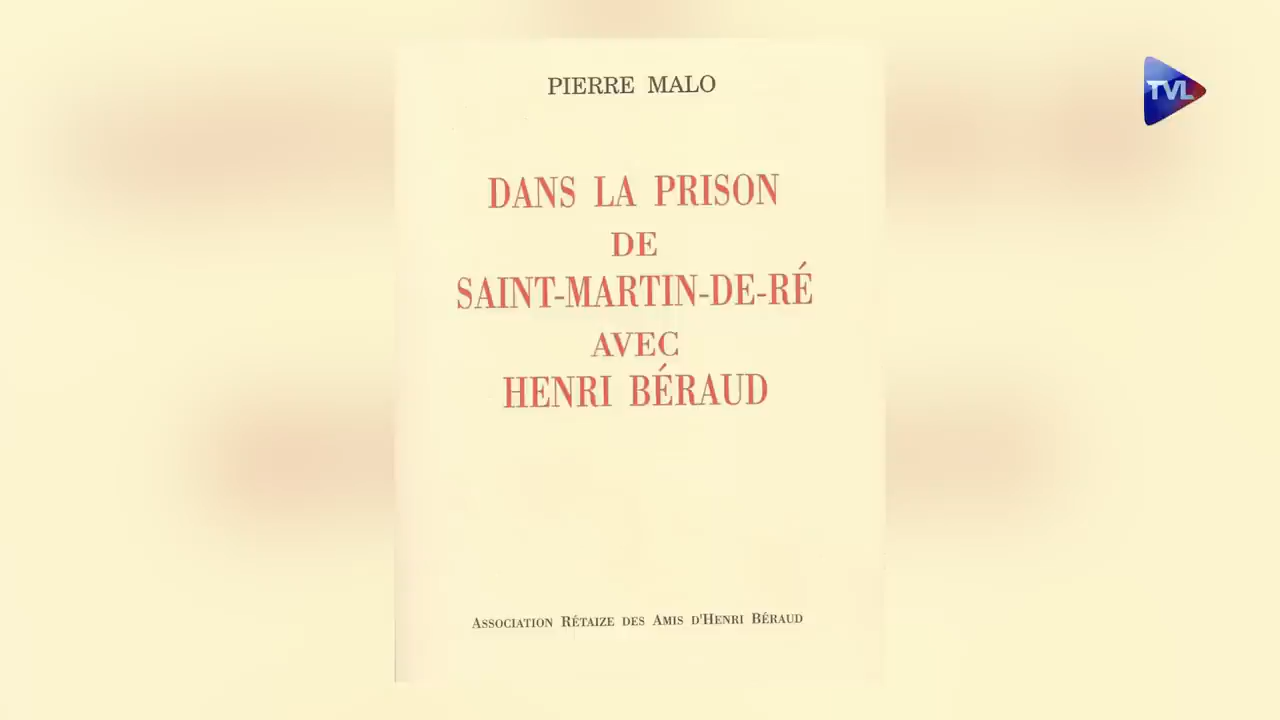 TVL
PIERRE MALO
DANS LA PRISON
DE
SAINT-MARTIN-DE-RÉ
AVEC
HENRI BÉRAUD
ASSOCIATION RÉTAIZE DES AMIS D'HENRI BÉRAUD